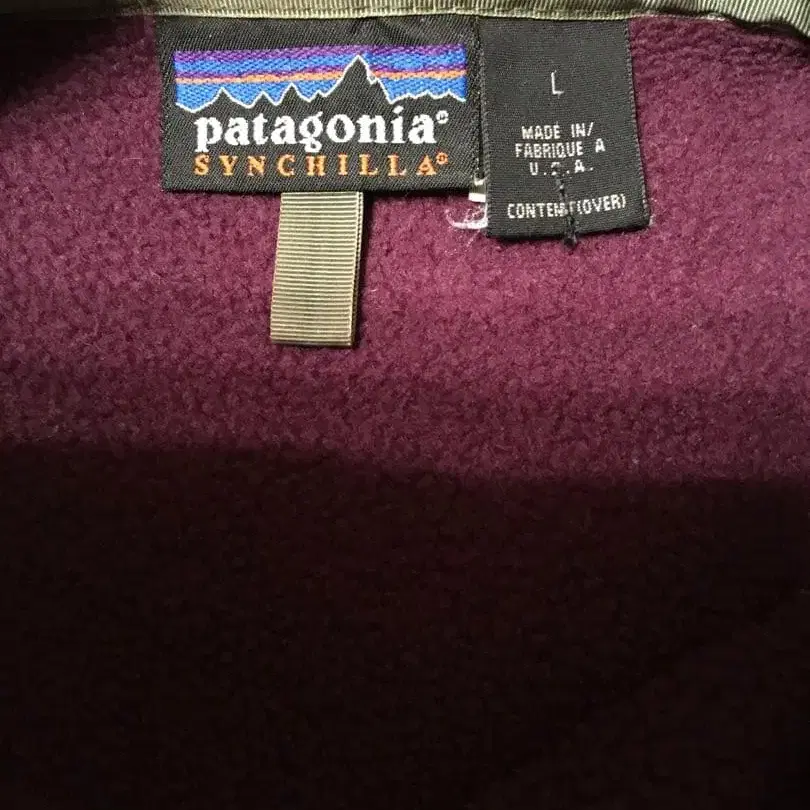 patagonia®
SYNCHILLA®
L
MADE IN/
FABRIQUE A
U.S.A.
CONTENT(OVER)